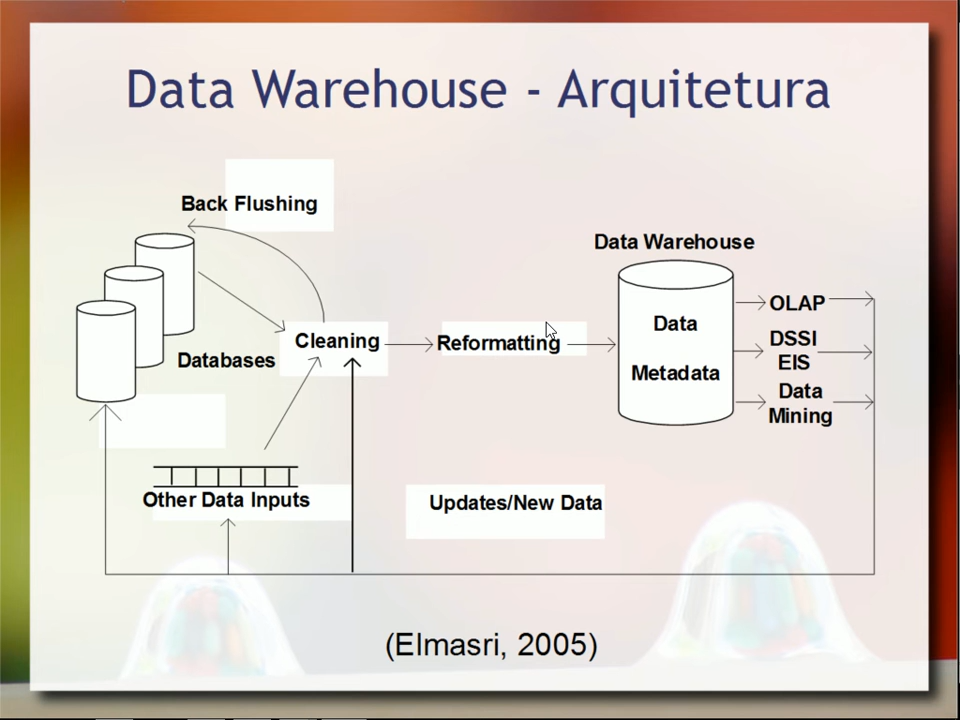 Data Warehouse - Arquitetura
Back Flushing
Data Warehouse
OLAP
Data
DSSI
Cleaning
Reformatting
Databases
EIS
Metadata
Data
Mining
Other Data Inputs
Updates/New Data
(Elmasri, 2005)